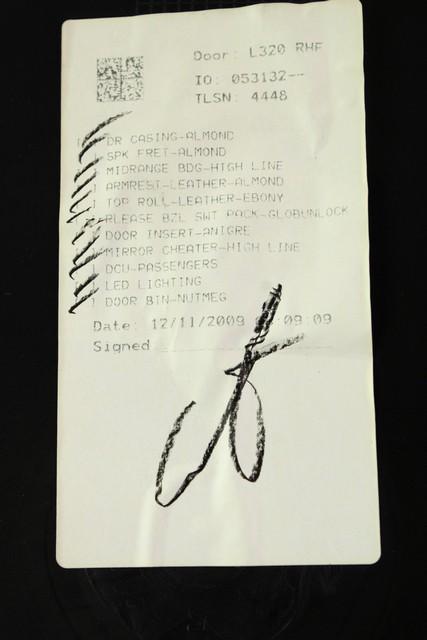 Door: L320 RHF
IO: 053132--
TLSN: 4448
DR CASING-ALMOND
SPK FRET-ALMOND
MIDRANGE BDG-HIGH LINE
ARMREST-LEATHER-ALMOND
TOP ROLL-LEATHER-EBONY
RLEASE BZL SWT PACK-GLOBUNLOCK
DOOR INSERT-ANIGRE
MIRROR CHEATER-HIGH LINE
DCU-PASSENGERS
LED LIGHTING
DOOR BIN-NUTMEG
Date: 12/11/2009 09:09
Signed